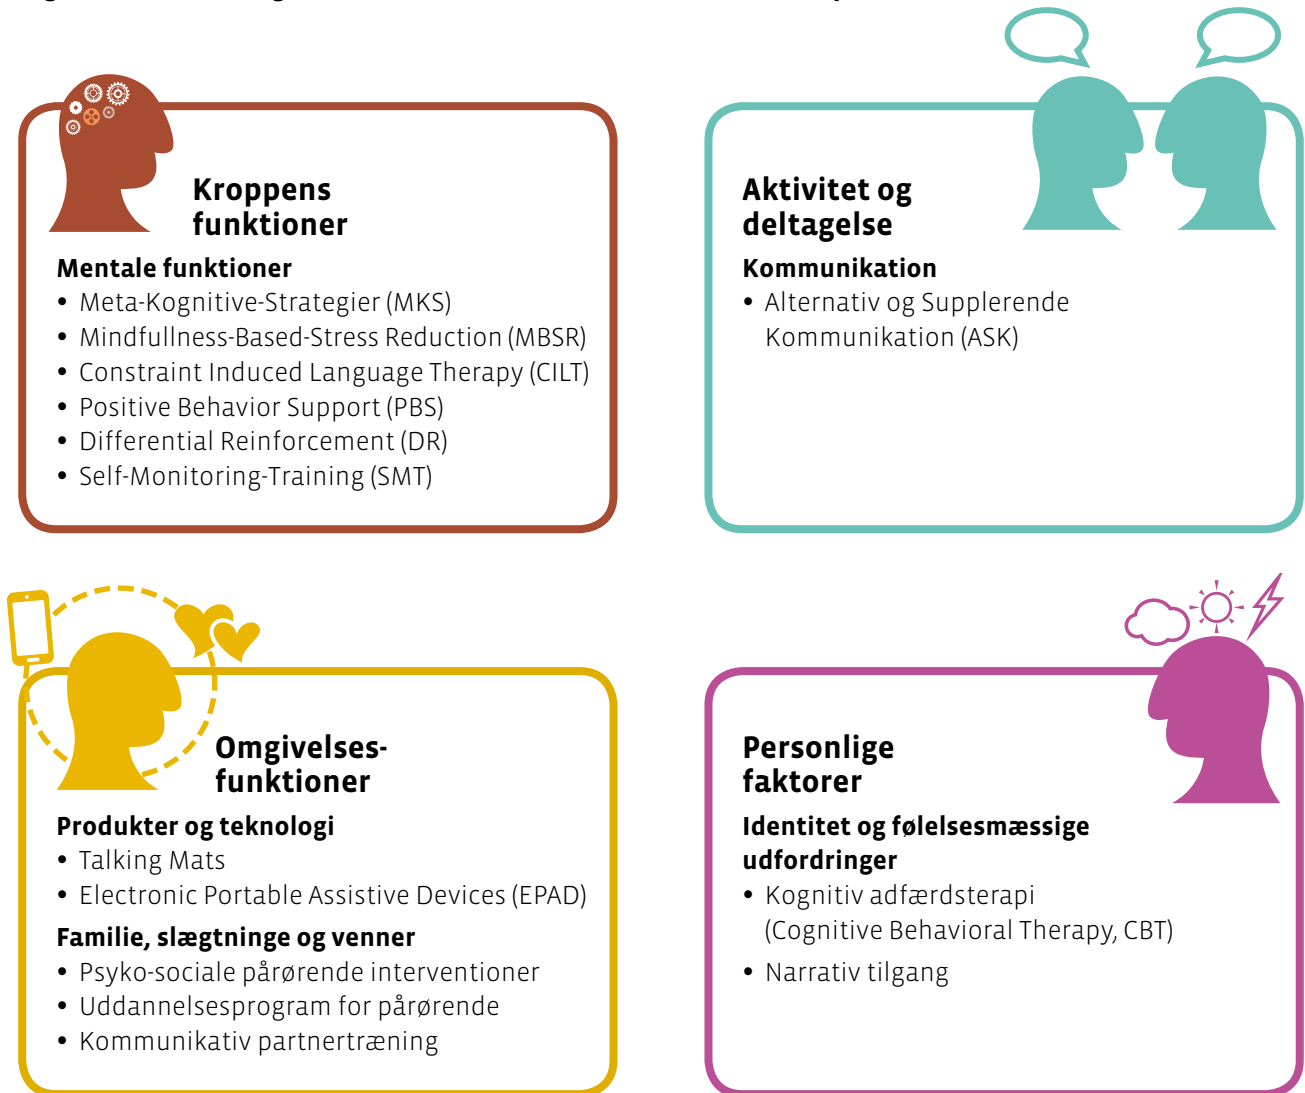 Kroppens
funktioner
Mentale funktioner
• Meta-Kognitive-Strategier (MKS)
• Mindfullness-Based-Stress Reduction (MBSR)
• Constraint Induced Language Therapy (CILT)
• Positive Behavior Support (PBS)
• Differential Reinforcement (DR)
• Self-Monitoring-Training (SMT)
Aktivitet og
deltagelse
Kommunikation
• Alternativ og Supplerende
Kommunikation (ASK)
Omgivelses-
funktioner
Produkter og teknologi
• Talking Mats
• Electronic Portable Assistive Devices (EPAD)
Familie, slægtninge og venner
• Psyko-sociale pårørende interventioner
• Uddannelsesprogram for pårørende
• Kommunikativ partnertræning
Personlige
faktorer
Identitet og følelsesmæssige
udfordringer
• Kognitiv adfærdsterapi
(Cognitive Behavioral Therapy, CBT)
• Narrativ tilgang